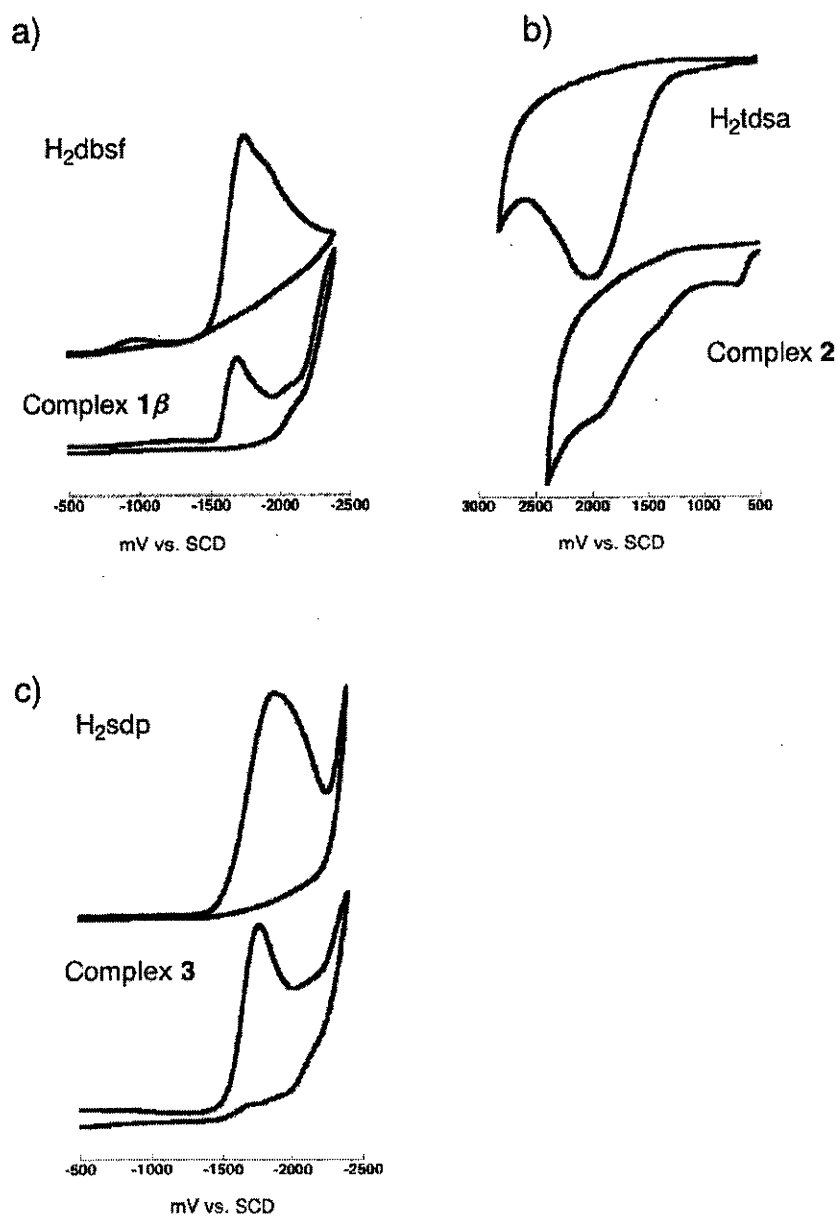 a)
H₂dbsf
Complex 1β
-500 -1000 -1500 -2000 -2500
mV vs. SCD
b)
H₂tdsa
Complex 2
3000 2500 2000 1500 1000 500
mV vs. SCD
c)
H₂sdp
Complex 3
-500 -1000 -1500 -2000 -2500
mV vs. SCD